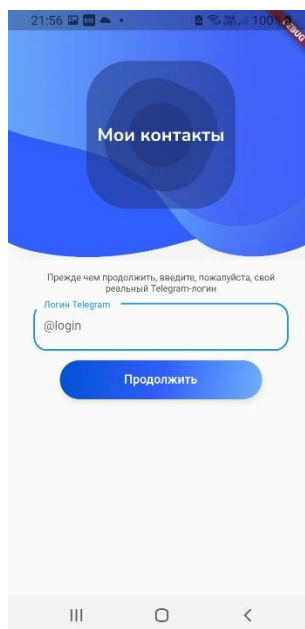 21:56
100%
DEBUG
Мои контакты
Прежде чем продолжить, введите, пожалуйста, свой
реальный Telegram-логин
Логин Telegram
@login
Продолжить